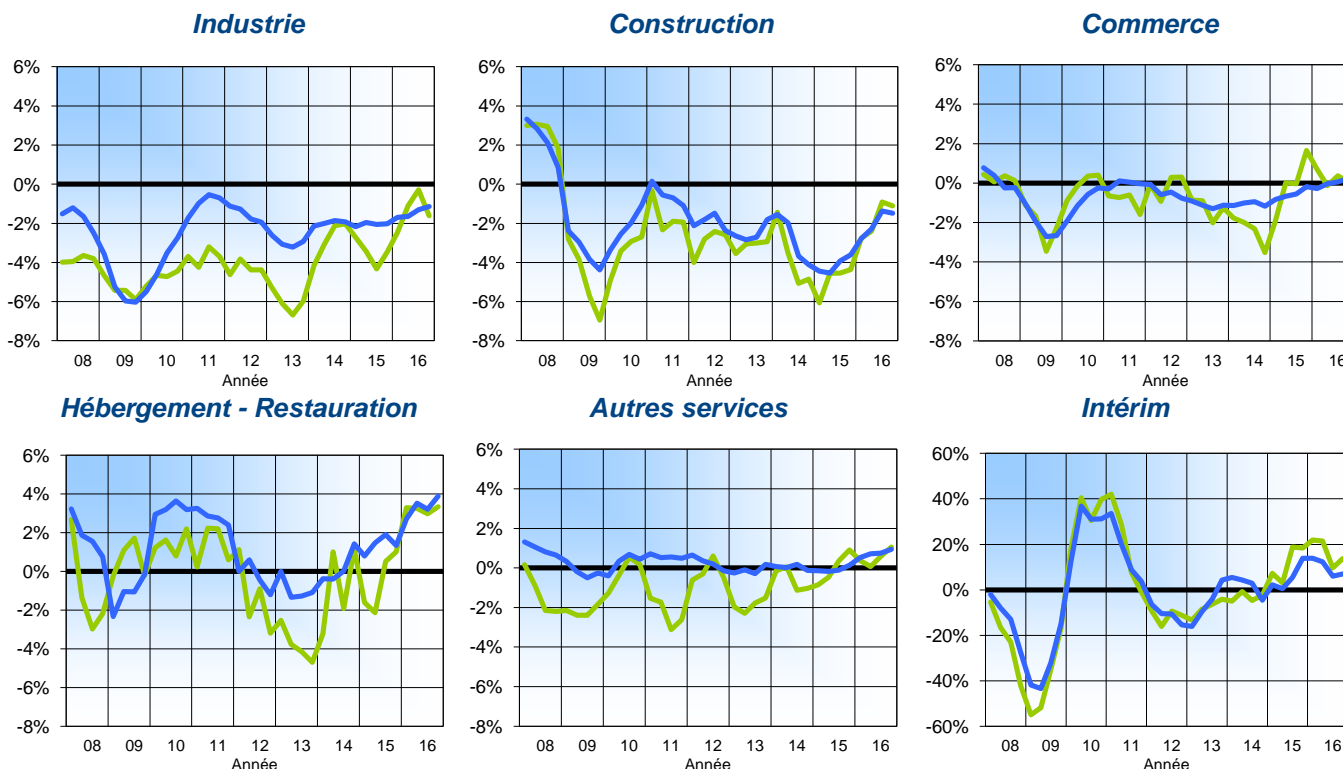 Industrie
6%
4%
2%
0%
-2%
-4%
-6%
-8%
08 09 10 11 12 13 14 15 16
Année
Construction
6%
4%
2%
0%
-2%
-4%
-6%
-8%
08 09 10 11 12 13 14 15 16
Année
Commerce
6%
4%
2%
0%
-2%
-4%
-6%
-8%
08 09 10 11 12 13 14 15 16
Année
Hébergement - Restauration
6%
4%
2%
0%
-2%
-4%
-6%
-8%
08 09 10 11 12 13 14 15 16
Année
Autres services
6%
4%
2%
0%
-2%
-4%
-6%
-8%
08 09 10 11 12 13 14 15 16
Année
Intérim
60%
40%
20%
0%
-20%
-40%
-60%
08 09 10 11 12 13 14 15 16
Année